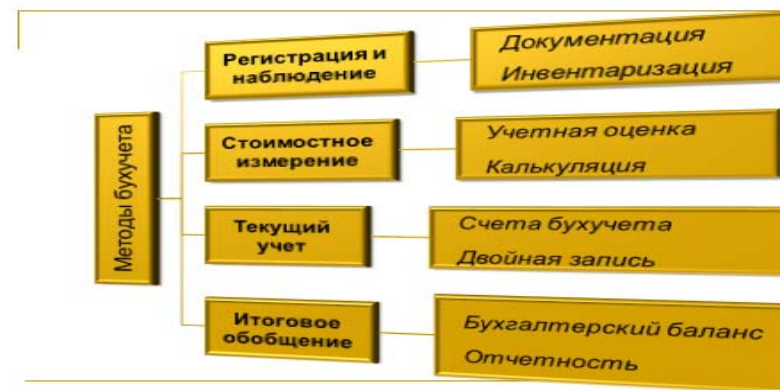 Методы бухучета
Регистрация и
наблюдение
Документация
Инвентаризация
Стоимостное
измерение
Учетная оценка
Калькуляция
Текущий
учет
Счета бухучета
Двойная запись
Итоговое
обобщение
Бухгалтерский баланс
Отчетность